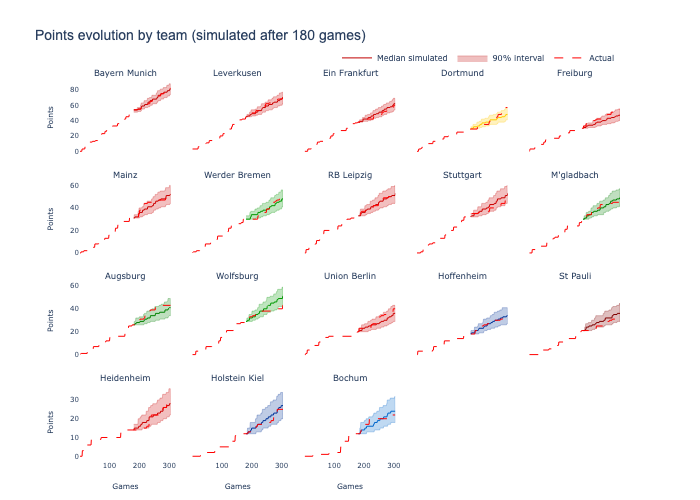 Points evolution by team (simulated after 180 games)
Median simulated 90% interval Actual
Bayern Munich Leverkusen Ein Frankfurt Dortmund Freiburg
80
60
40
20
0
Points
Mainz Werder Bremen RB Leipzig Stuttgart M'gladbach
60
40
20
0
Points
Augsburg Wolfsburg Union Berlin Hoffenheim St Pauli
60
40
20
0
Points
Heidenheim Holstein Kiel Bochum
30
20
10
0
Points
100 200 300 100 200 300 100 200 300
Games Games Games